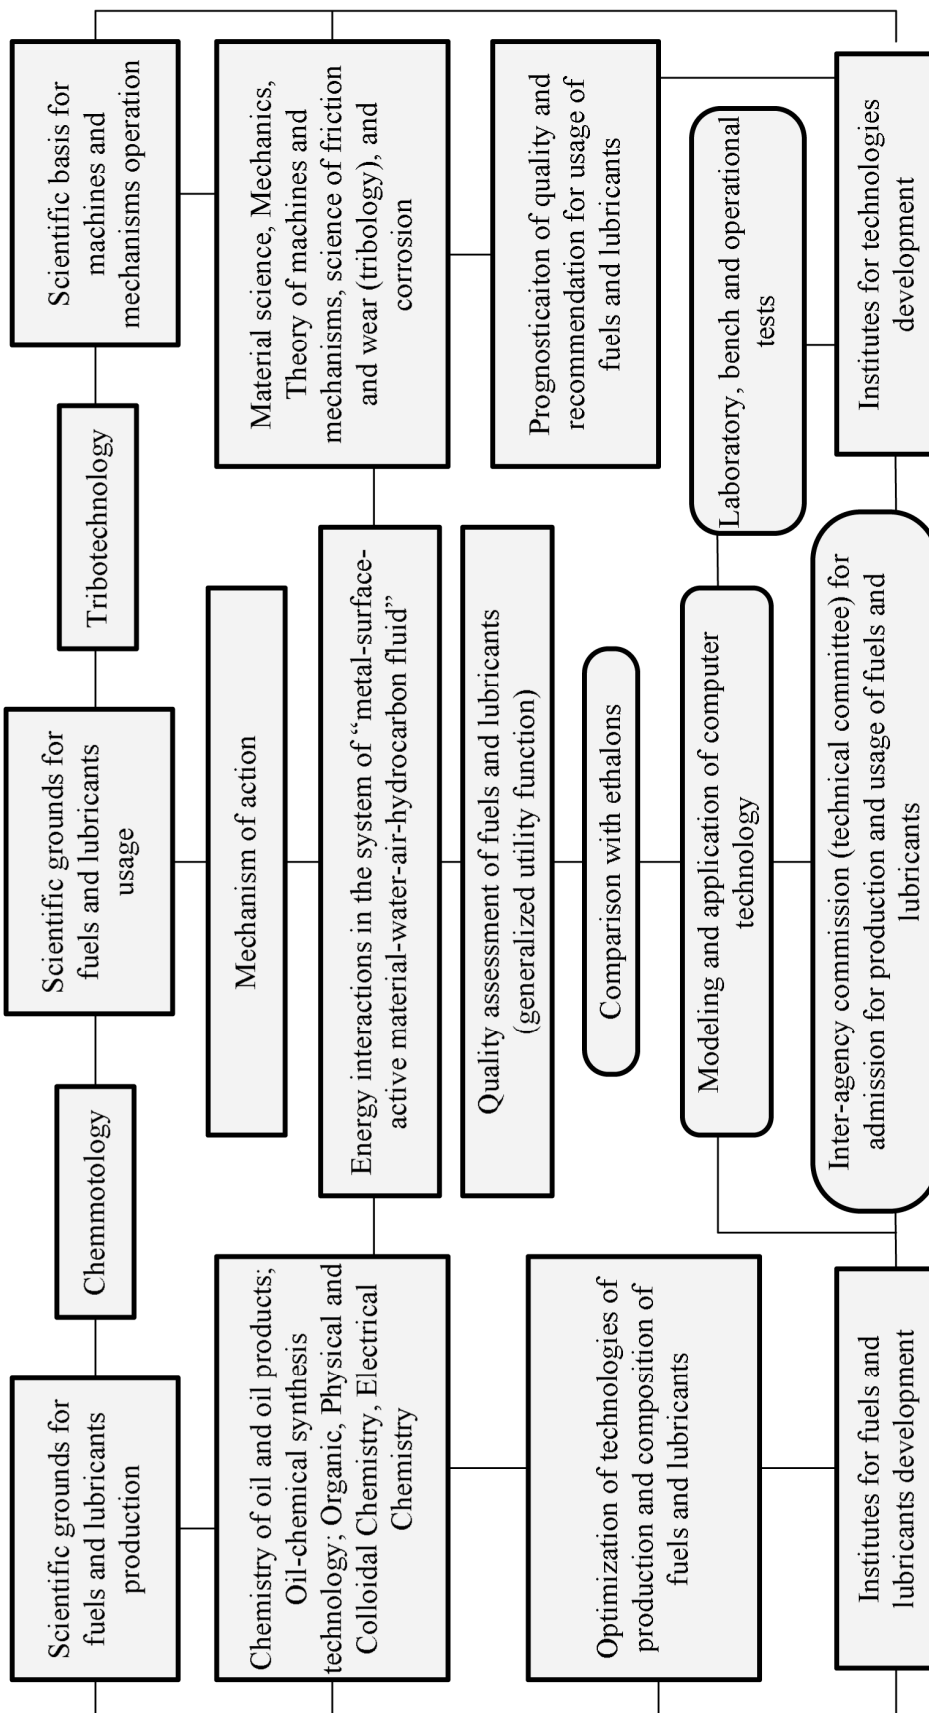 Scientific grounds for
fuels and lubricants
production
Chemmotology
Scientific grounds for
fuels and lubricants
usage
Tribotechnology
Scientific basis for
machines and
mechanisms operation
Chemistry of oil and oil products;
Oil-chemical synthesis
technology; Organic, Physical and
Colloidal Chemistry, Electrical
Chemistry
Mechanism of action
Energy interactions in the system of “metal-surface-
active material-water-air-hydrocarbon fluid”
Material science, Mechanics,
Theory of machines and
mechanisms, science of friction
and wear (tribology), and
corrosion
Quality assessment of fuels and lubricants
(generalized utility function)
Comparison with ethalons
Optimization of technologies of
production and composition of
fuels and lubricants
Prognosticaiton of quality and
recommendation for usage of
fuels and lubricants
Modeling and application of computer
technology
Laboratory, bench and operational
tests
Institutes for fuels and
lubricants development
Inter-agency commission (technical committee) for
admission for production and usage of fuels and
lubricants
Institutes for technologies
development